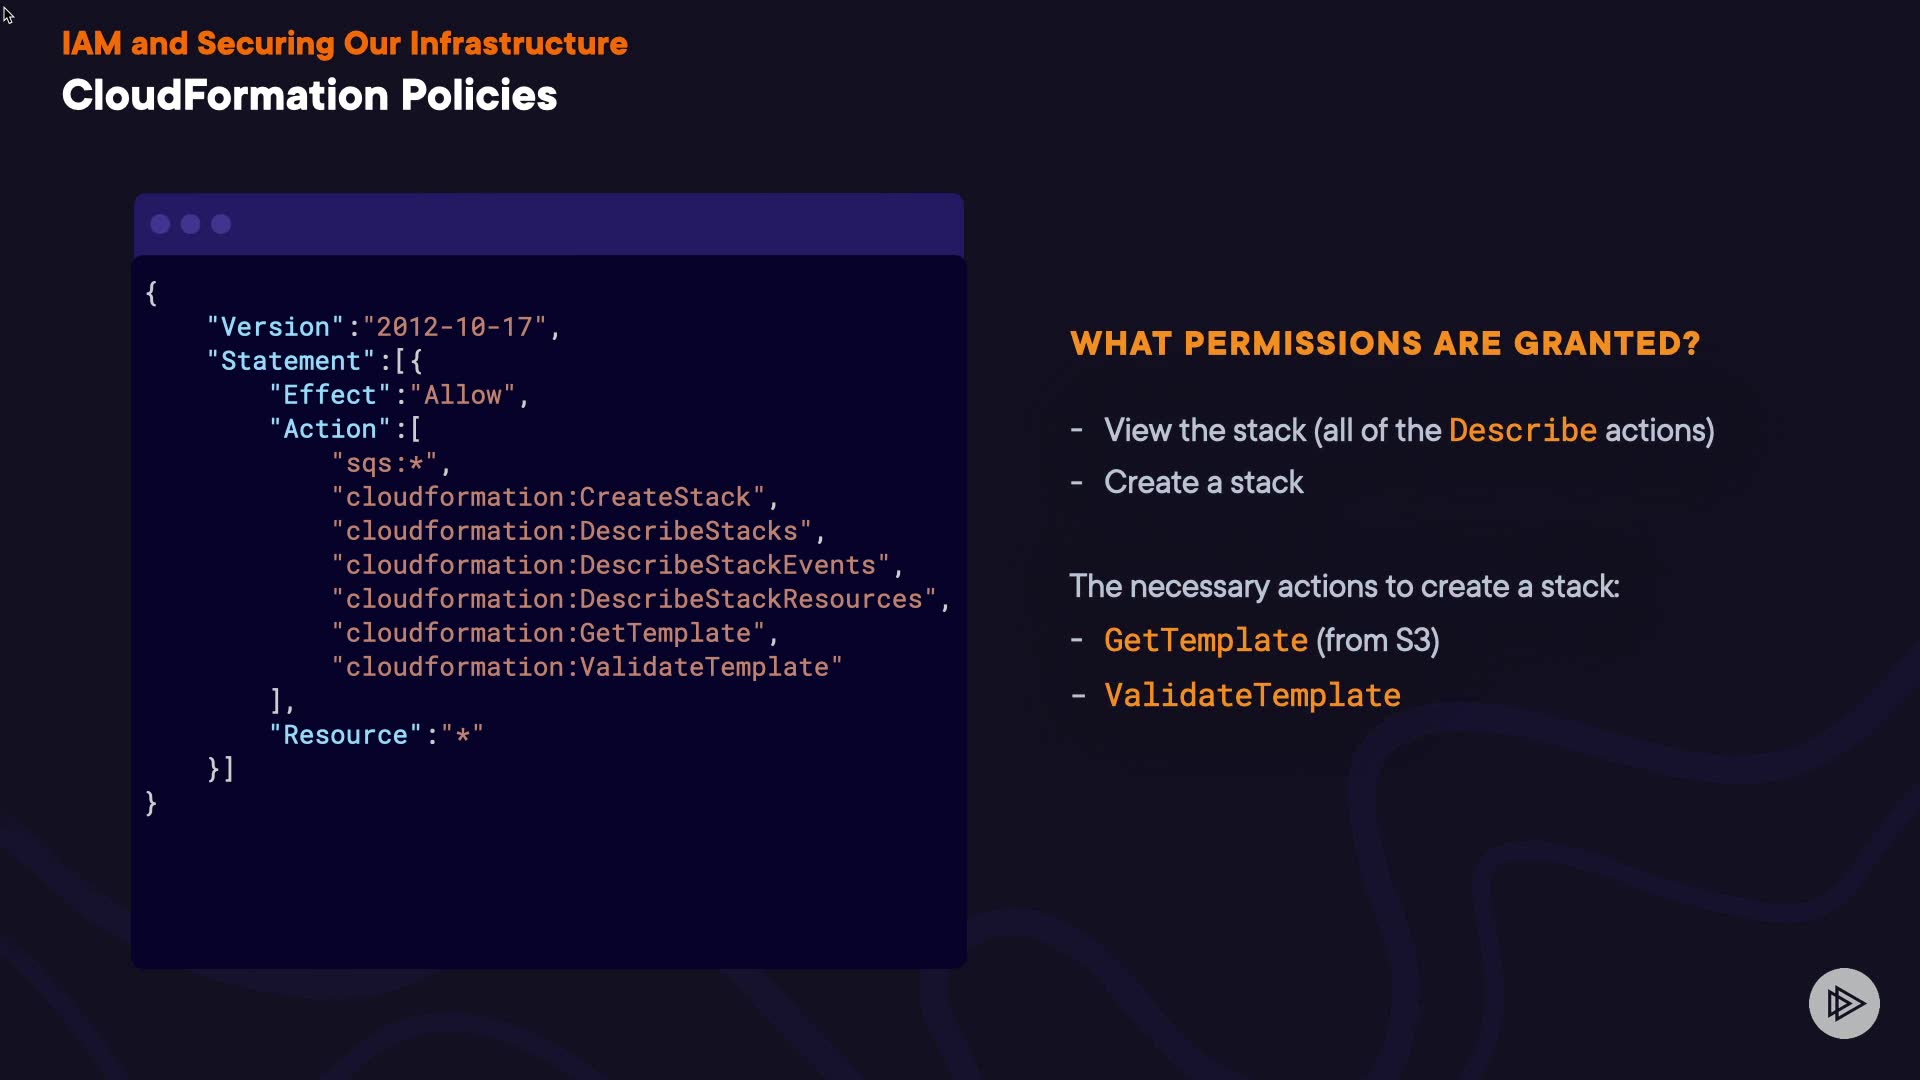 IAM and Securing Our Infrastructure
CloudFormation Policies
{
"Version":"2012-10-17",
"Statement":[{
"Effect":"Allow",
"Action":[
"sqs:*",
"cloudformation:CreateStack",
"cloudformation:DescribeStacks",
"cloudformation:DescribeStackEvents",
"cloudformation:DescribeStackResources",
"cloudformation:GetTemplate",
"cloudformation:ValidateTemplate"
],
"Resource":"*"
}]
}
WHAT PERMISSIONS ARE GRANTED?
- View the stack (all of the Describe actions)
- Create a stack
The necessary actions to create a stack:
- GetTemplate (from S3)
- ValidateTemplate